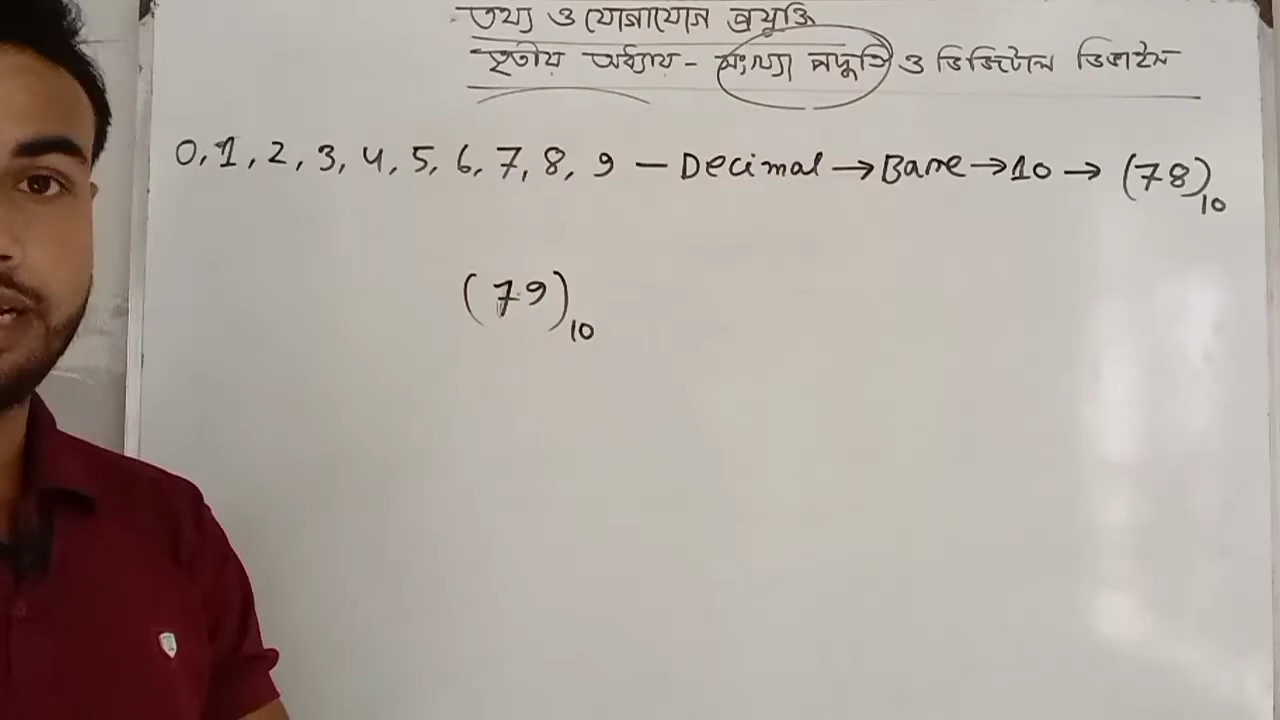 তথ্য ও যোগাযোগ প্রযুক্তি
তৃতীয় অধ্যায় - সংখ্যা পদ্ধতি ও ডিজিটাল ডিভাইস
0, 1, 2, 3, 4, 5, 6, 7, 8, 9 — Decimal → Base → 10 → (78)10
(79)10